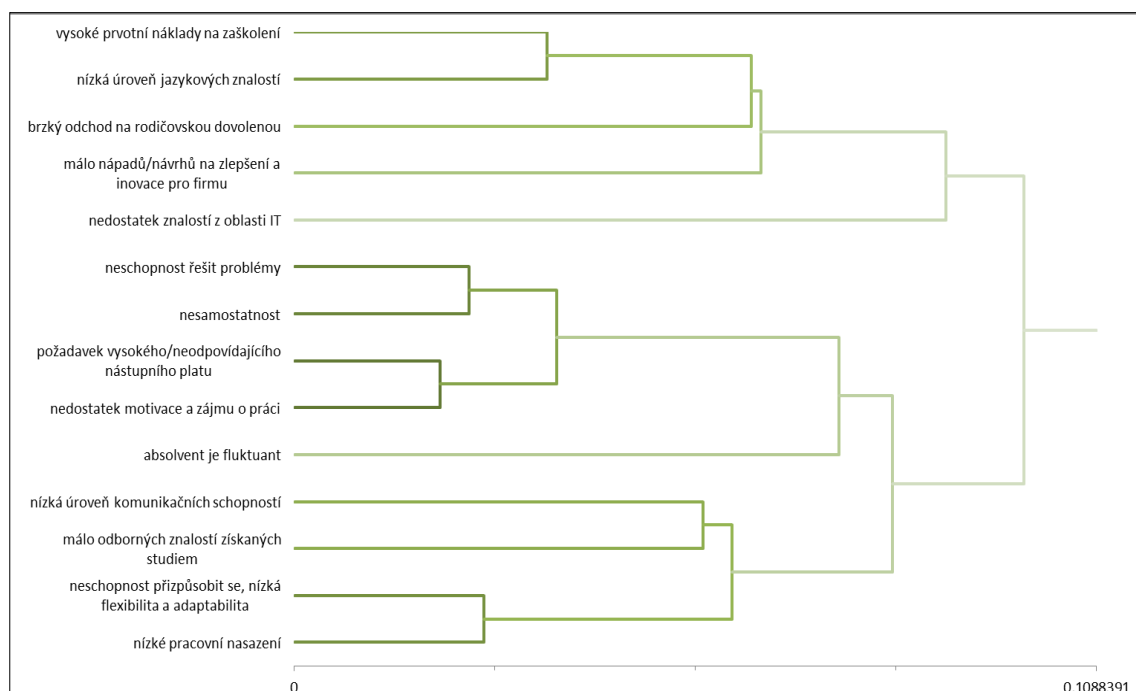 vysoké prvotní náklady na zaškolení
nízká úroveň jazykových znalostí
brzký odchod na rodičovskou dovolenou
málo nápadů/návrhů na zlepšení a
inovace pro firmu
nedostatek znalostí z oblasti IT
neschopnost řešit problémy
nesamostatnost
požadavek vysokého/neodpovídajícího
nástupního platu
nedostatek motivace a zájmu o práci
absolvent je fluktuant
nízká úroveň komunikačních schopností
málo odborných znalostí získaných
studiem
neschopnost přizpůsobit se, nízká
flexibilita a adaptabilita
nízké pracovní nasazení
0 0,1088391